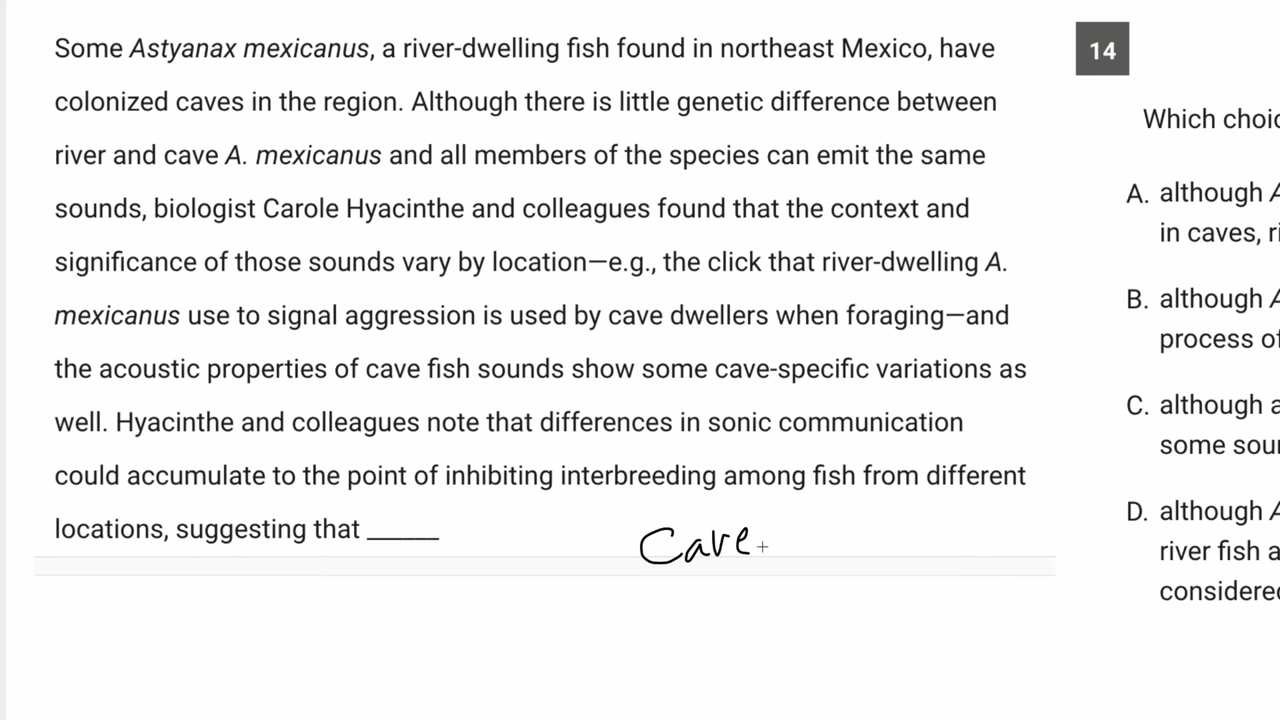 Some Astyanax mexicanus, a river-dwelling fish found in northeast Mexico, have
colonized caves in the region. Although there is little genetic difference between
river and cave A. mexicanus and all members of the species can emit the same
sounds, biologist Carole Hyacinthe and colleagues found that the context and
significance of those sounds vary by location—e.g., the click that river-dwelling A.
mexicanus use to signal aggression is used by cave dwellers when foraging—and
the acoustic properties of cave fish sounds show some cave-specific variations as
well. Hyacinthe and colleagues note that differences in sonic communication
could accumulate to the point of inhibiting interbreeding among fish from different
locations, suggesting that ______
Cave
14
Which choic
A. although A
in caves, ri
B. although A
process of
C. although a
some sour
D. although A
river fish a
considered